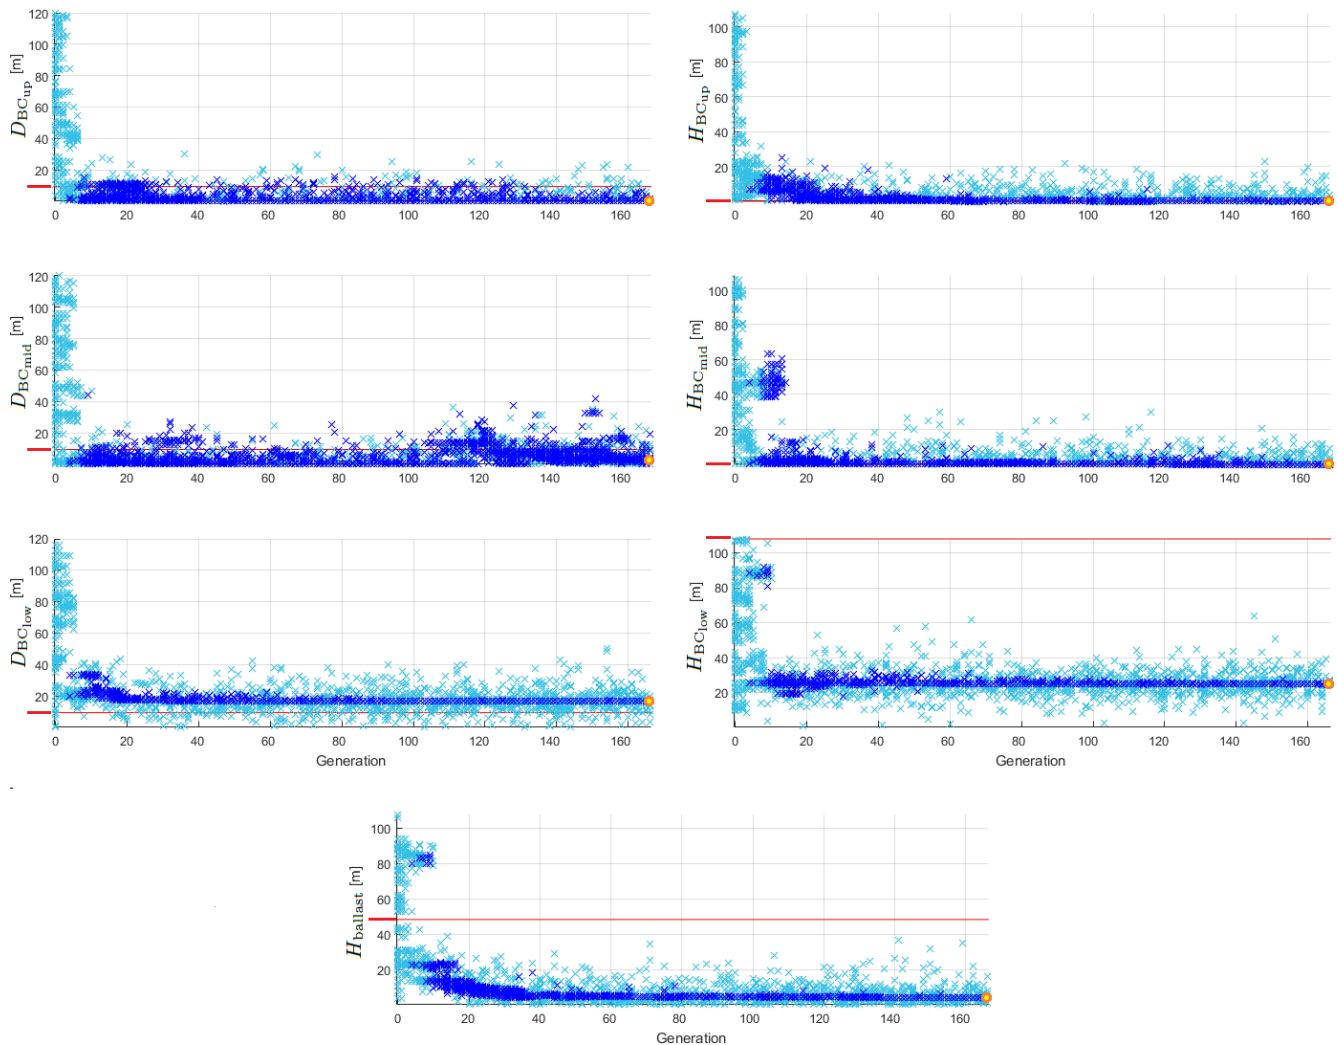 D_BC_up [m]
120
100
80
60
40
20
0 20 40 60 80 100 120 140 160
H_BC_up [m]
100
80
60
40
20
0 20 40 60 80 100 120 140 160
D_BC_mid [m]
120
100
80
60
40
20
0 20 40 60 80 100 120 140 160
H_BC_mid [m]
100
80
60
40
20
0 20 40 60 80 100 120 140 160
D_BC_low [m]
120
100
80
60
40
20
0 20 40 60 80 100 120 140 160
Generation
H_BC_low [m]
100
80
60
40
20
0 20 40 60 80 100 120 140 160
Generation
H_ballast [m]
100
80
60
40
20
0 20 40 60 80 100 120 140 160
Generation